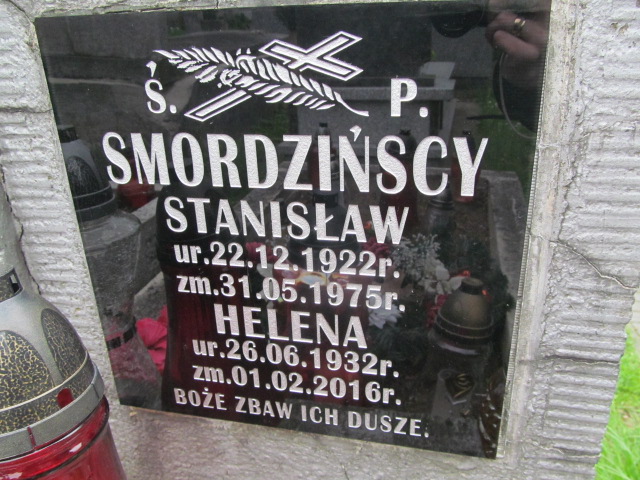 Ś. P.
SMORDZIŃSCY
STANISŁAW
ur.22.12.1922r.
zm.31.05.1975r.
HELENA
ur.26.06.1932r.
zm.01.02.2016r.
BOŻE ZBAW ICH DUSZE.